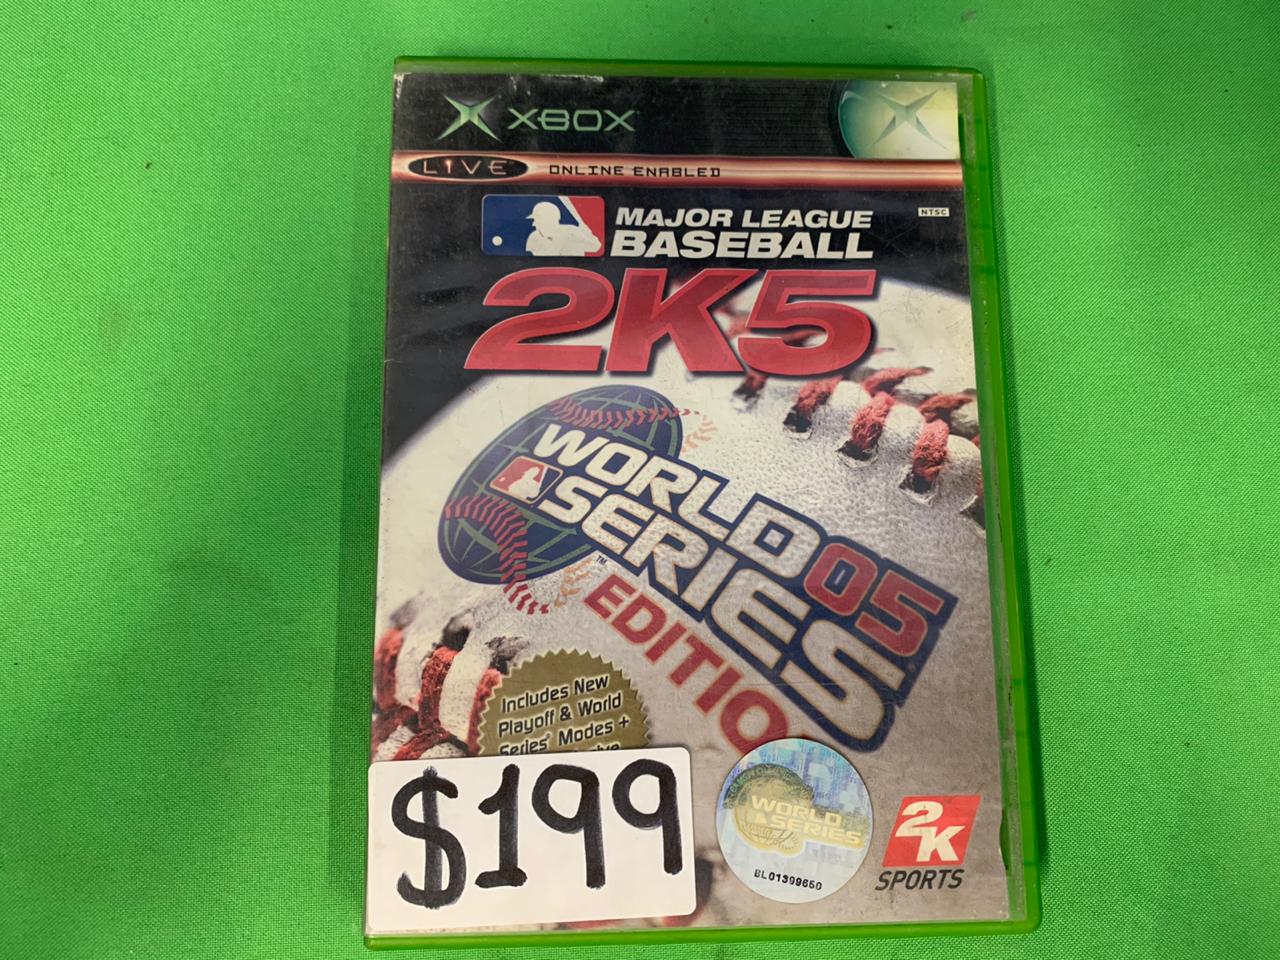 XBOX
LIVE ONLINE ENABLED
NTSC
MAJOR LEAGUE
BASEBALL
2K5
WORLD
SERIES 05
™
EDITIO
Includes New
Playoff & World
Series Modes +
$199
WORLD
SERIES
BL01399650
2K
SPORTS